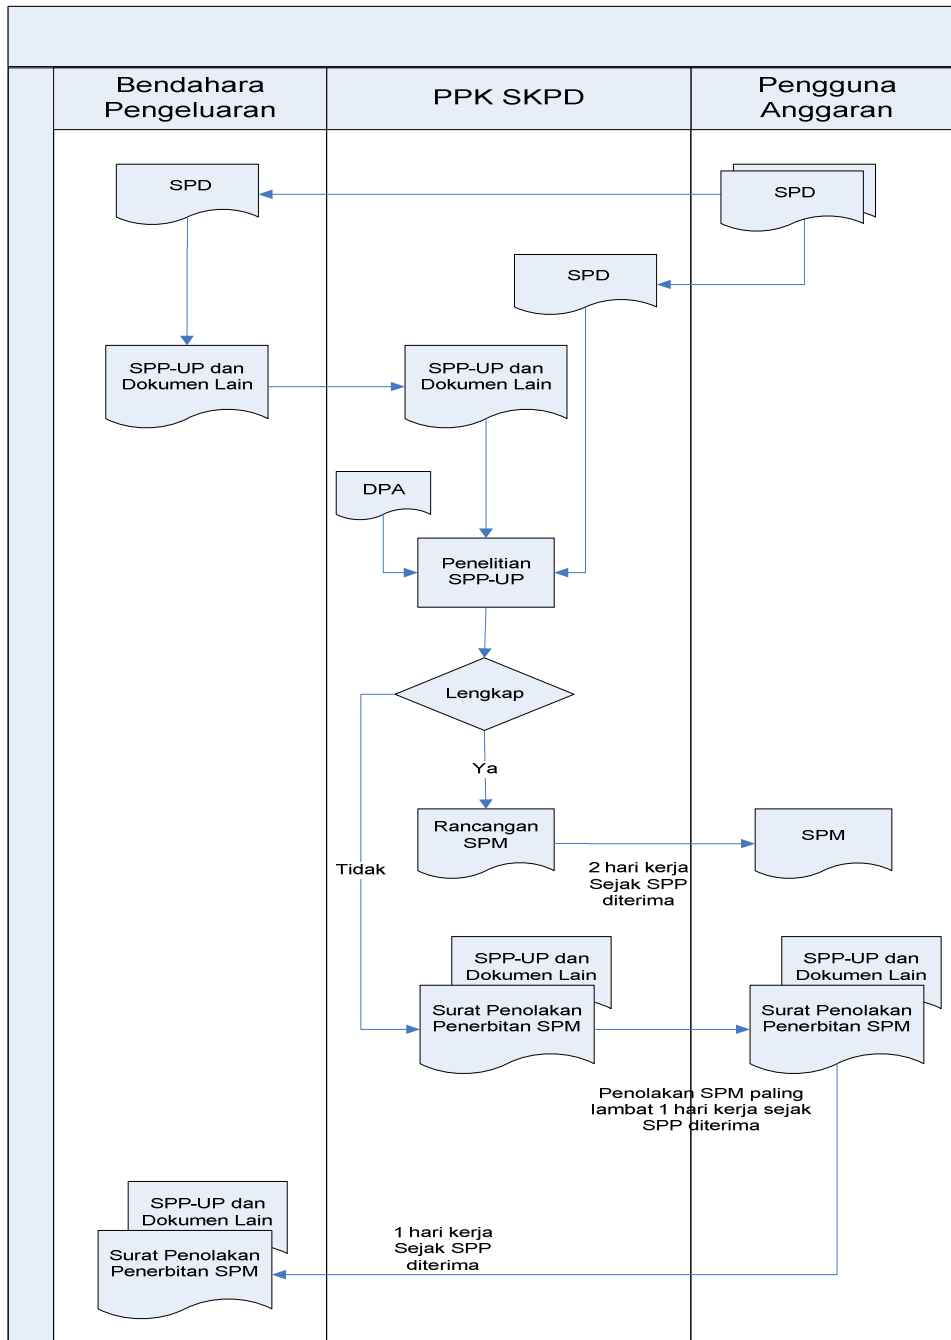 Bendahara
Pengeluaran
PPK SKPD
Pengguna
Anggaran
SPD
SPD
SPD
SPP-UP dan
Dokumen Lain
SPP-UP dan
Dokumen Lain
DPA
Penelitian
SPP-UP
Lengkap
Ya
Rancangan
SPM
SPM
Tidak
2 hari kerja
Sejak SPP
diterima
SPP-UP dan
Dokumen Lain
Surat Penolakan
Penerbitan SPM
SPP-UP dan
Dokumen Lain
Surat Penolakan
Penerbitan SPM
Penolakan SPM paling
lambat 1 hari kerja sejak
SPP diterima
SPP-UP dan
Dokumen Lain
Surat Penolakan
Penerbitan SPM
1 hari kerja
Sejak SPP
diterima